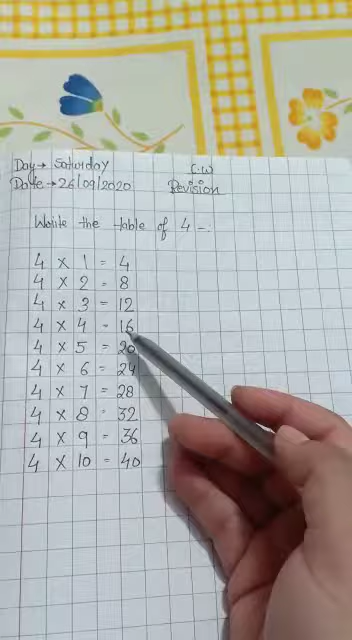 Day → Saturday
C.W
Date → 26/09/2020
Revision
Write the table of 4 -:
4 × 1 = 4
4 × 2 = 8
4 × 3 = 12
4 × 4 = 16
4 × 5 = 20
4 × 6 = 24
4 × 7 = 28
4 × 8 = 32
4 × 9 = 36
4 × 10 = 40